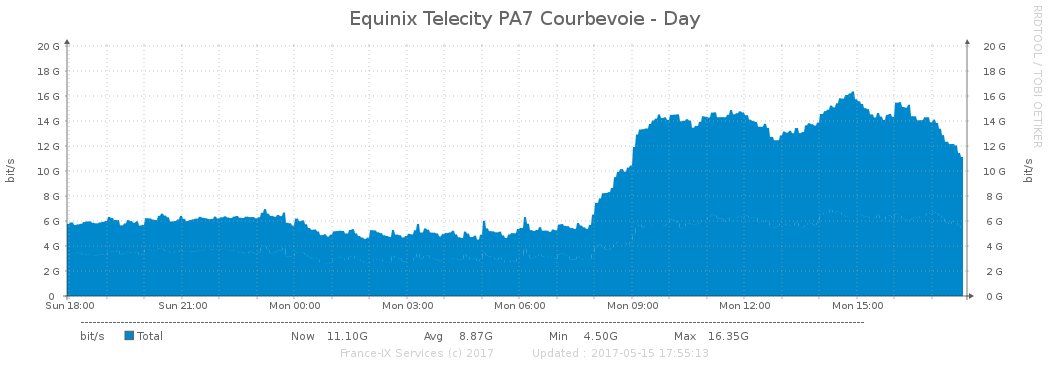 Equinix Telecity PA7 Courbevoie - Day
RRDTOOL / TOBI OETIKER
bit/s
20 G 20 G
18 G 18 G
16 G 16 G
14 G 14 G
12 G 12 G
10 G 10 G
8 G 8 G
6 G 6 G
4 G 4 G
2 G 2 G
0 0 G
bit/s
Sun 18:00 Sun 21:00 Mon 00:00 Mon 03:00 Mon 06:00 Mon 09:00 Mon 12:00 Mon 15:00
bit/s Total Now 11.10G Avg 8.87G Min 4.50G Max 16.35G
France-IX Services (c) 2017 Updated : 2017-05-15 17:55:13